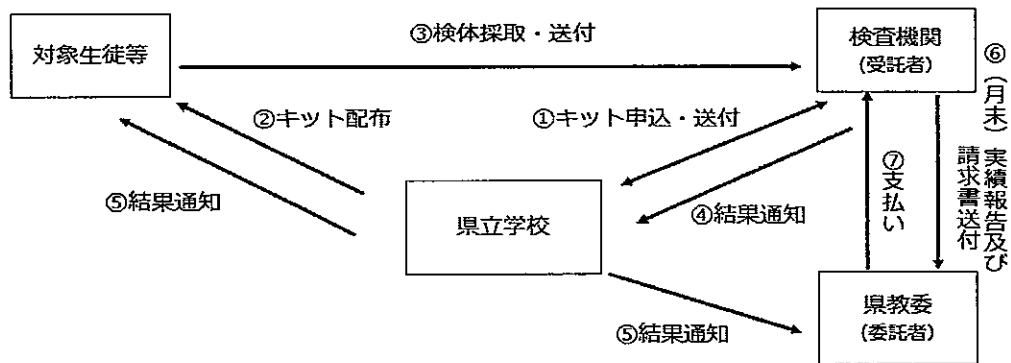 ③検体採取・送付
対象生徒等
検査機関
(受託者)
②キット配布
①キット申込・送付
⑤結果通知
県立学校
④結果通知
⑦支払い
⑥(月末)実績報告及び
請求書送付
⑤結果通知
県教委
(委託者)